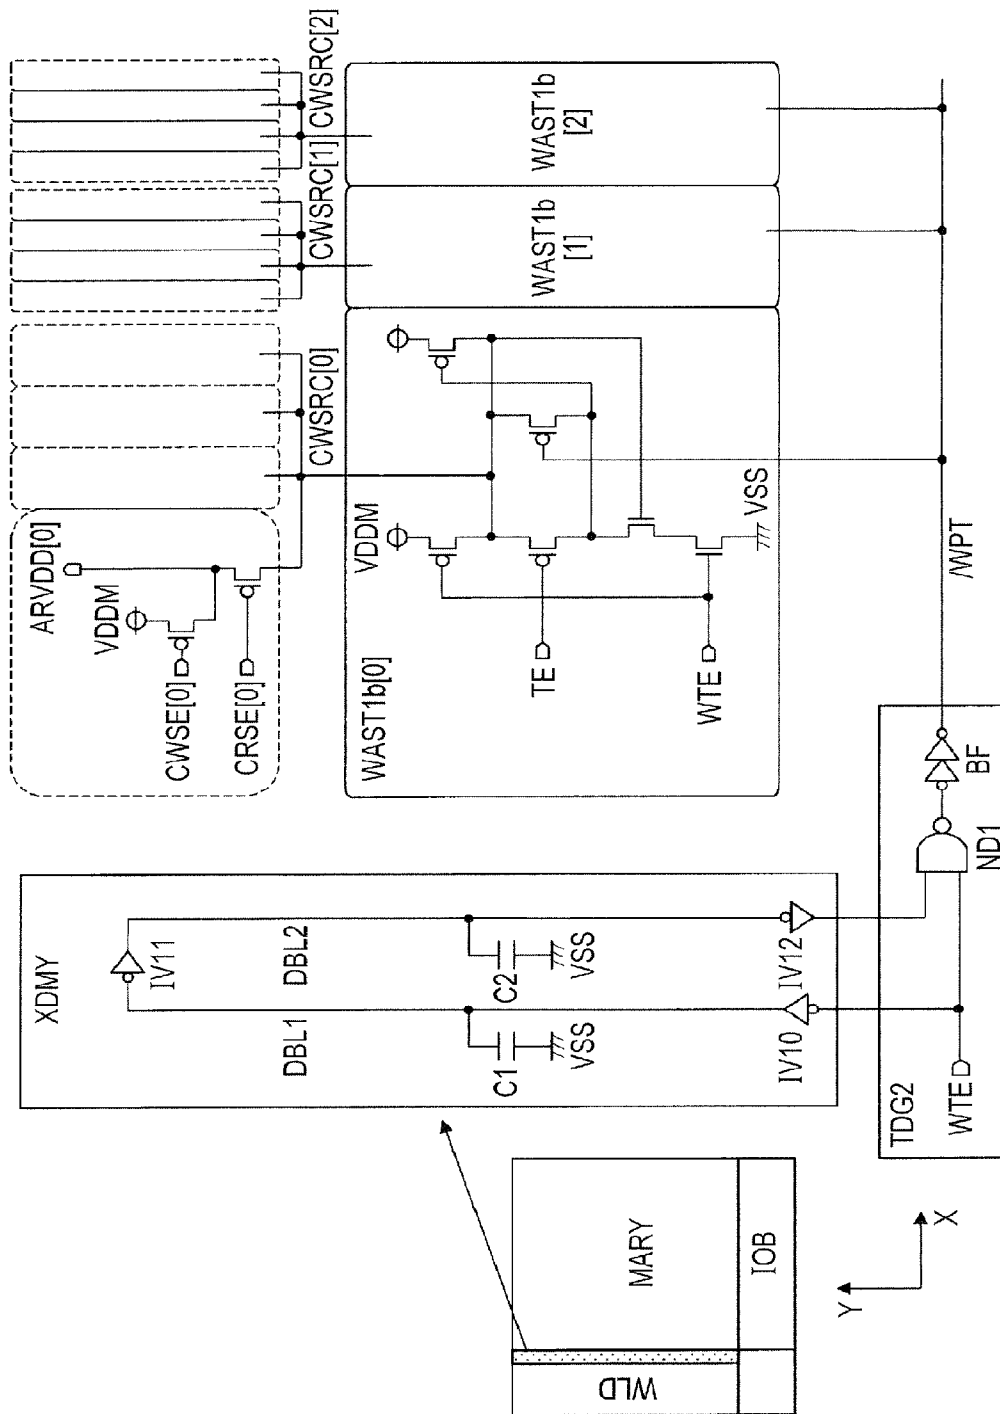 CWSRC[2]
CWSRC[1]
CWSRC[0]
ARVDD[0]
VDDM
CWSE[0]
CRSE[0]
WAST1b
[2]
WAST1b
[1]
VDDM
VSS
TE
WTE
WAST1b[0]
/WPT
XDMY
IV11
DBL1
DBL2
C1
VSS
C2
VSS
IV10
IV12
TDG2
WTE
ND1
BF
WLD
MARY
IOB
Y
X